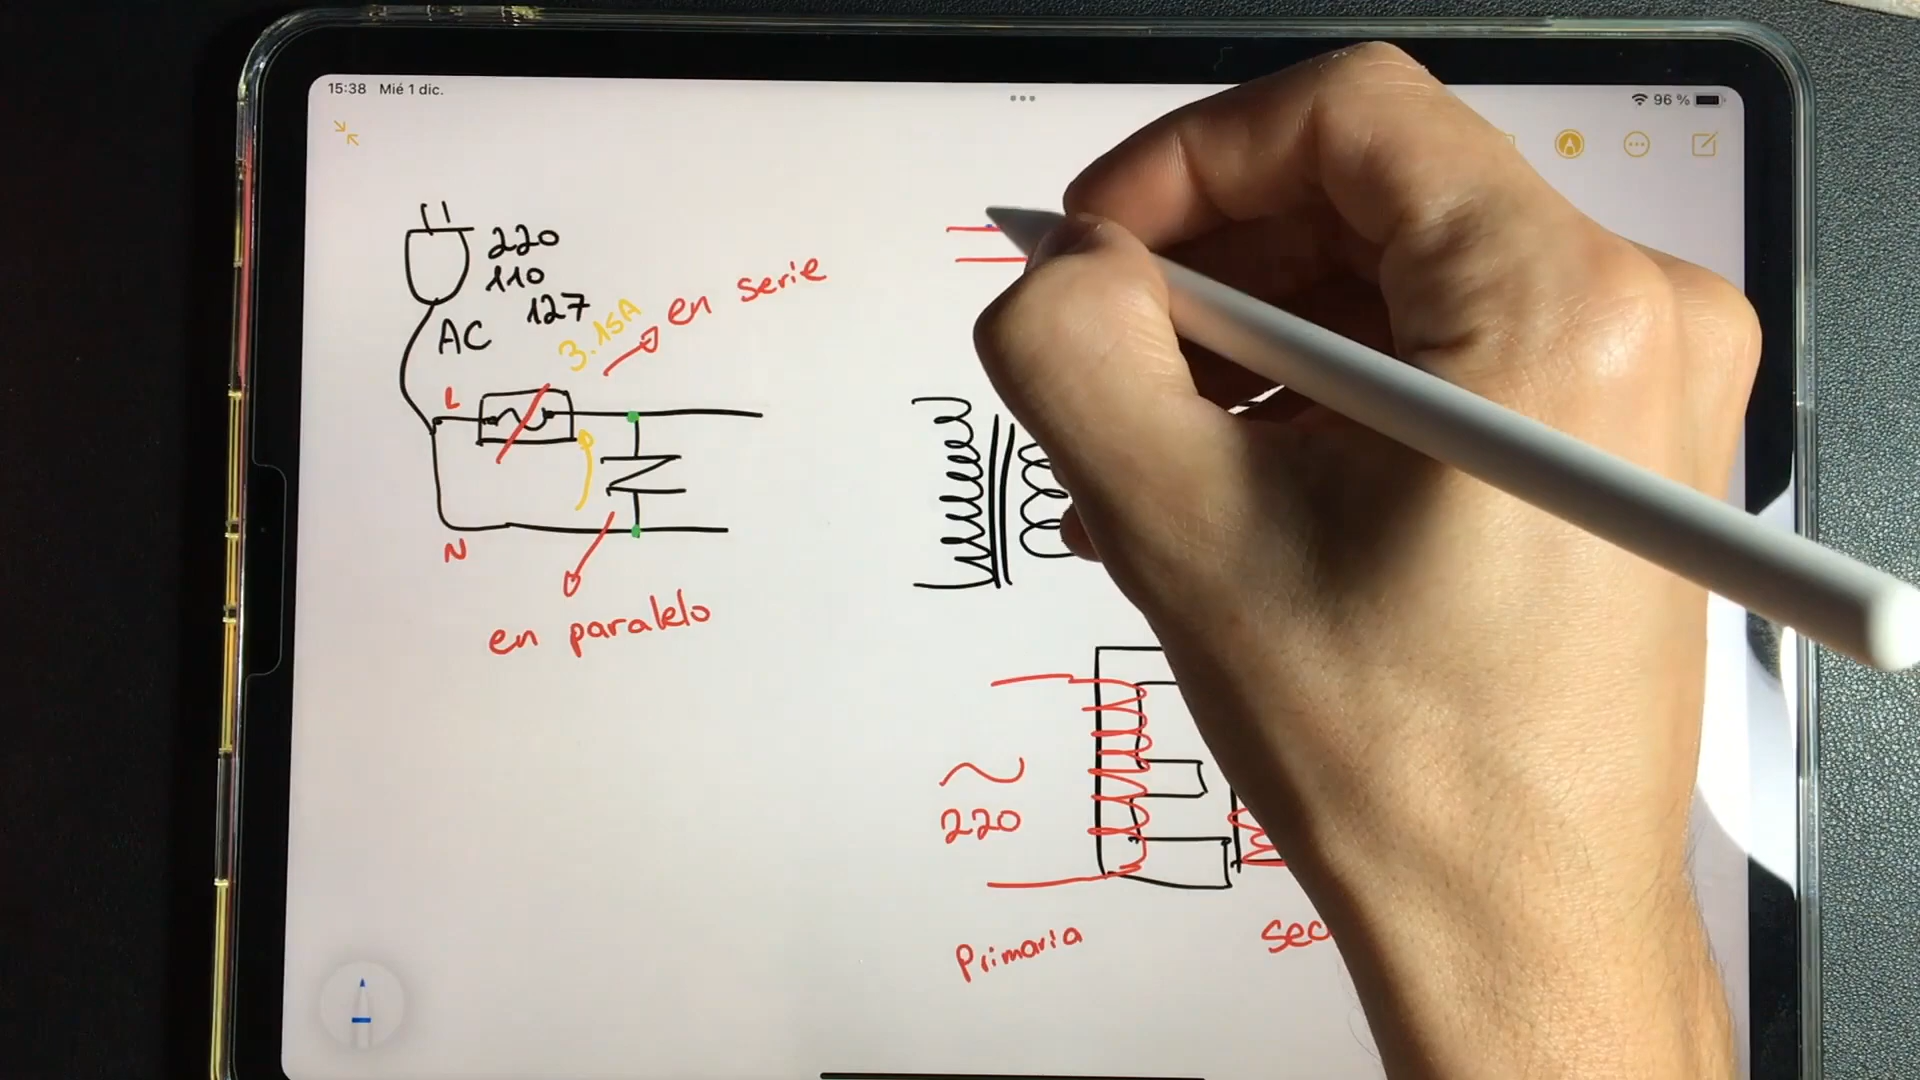 15:38 Mié 1 dic.
96 %
220
110
127
AC
3.15A
en serie
L
N
en paralelo
220
Primaria